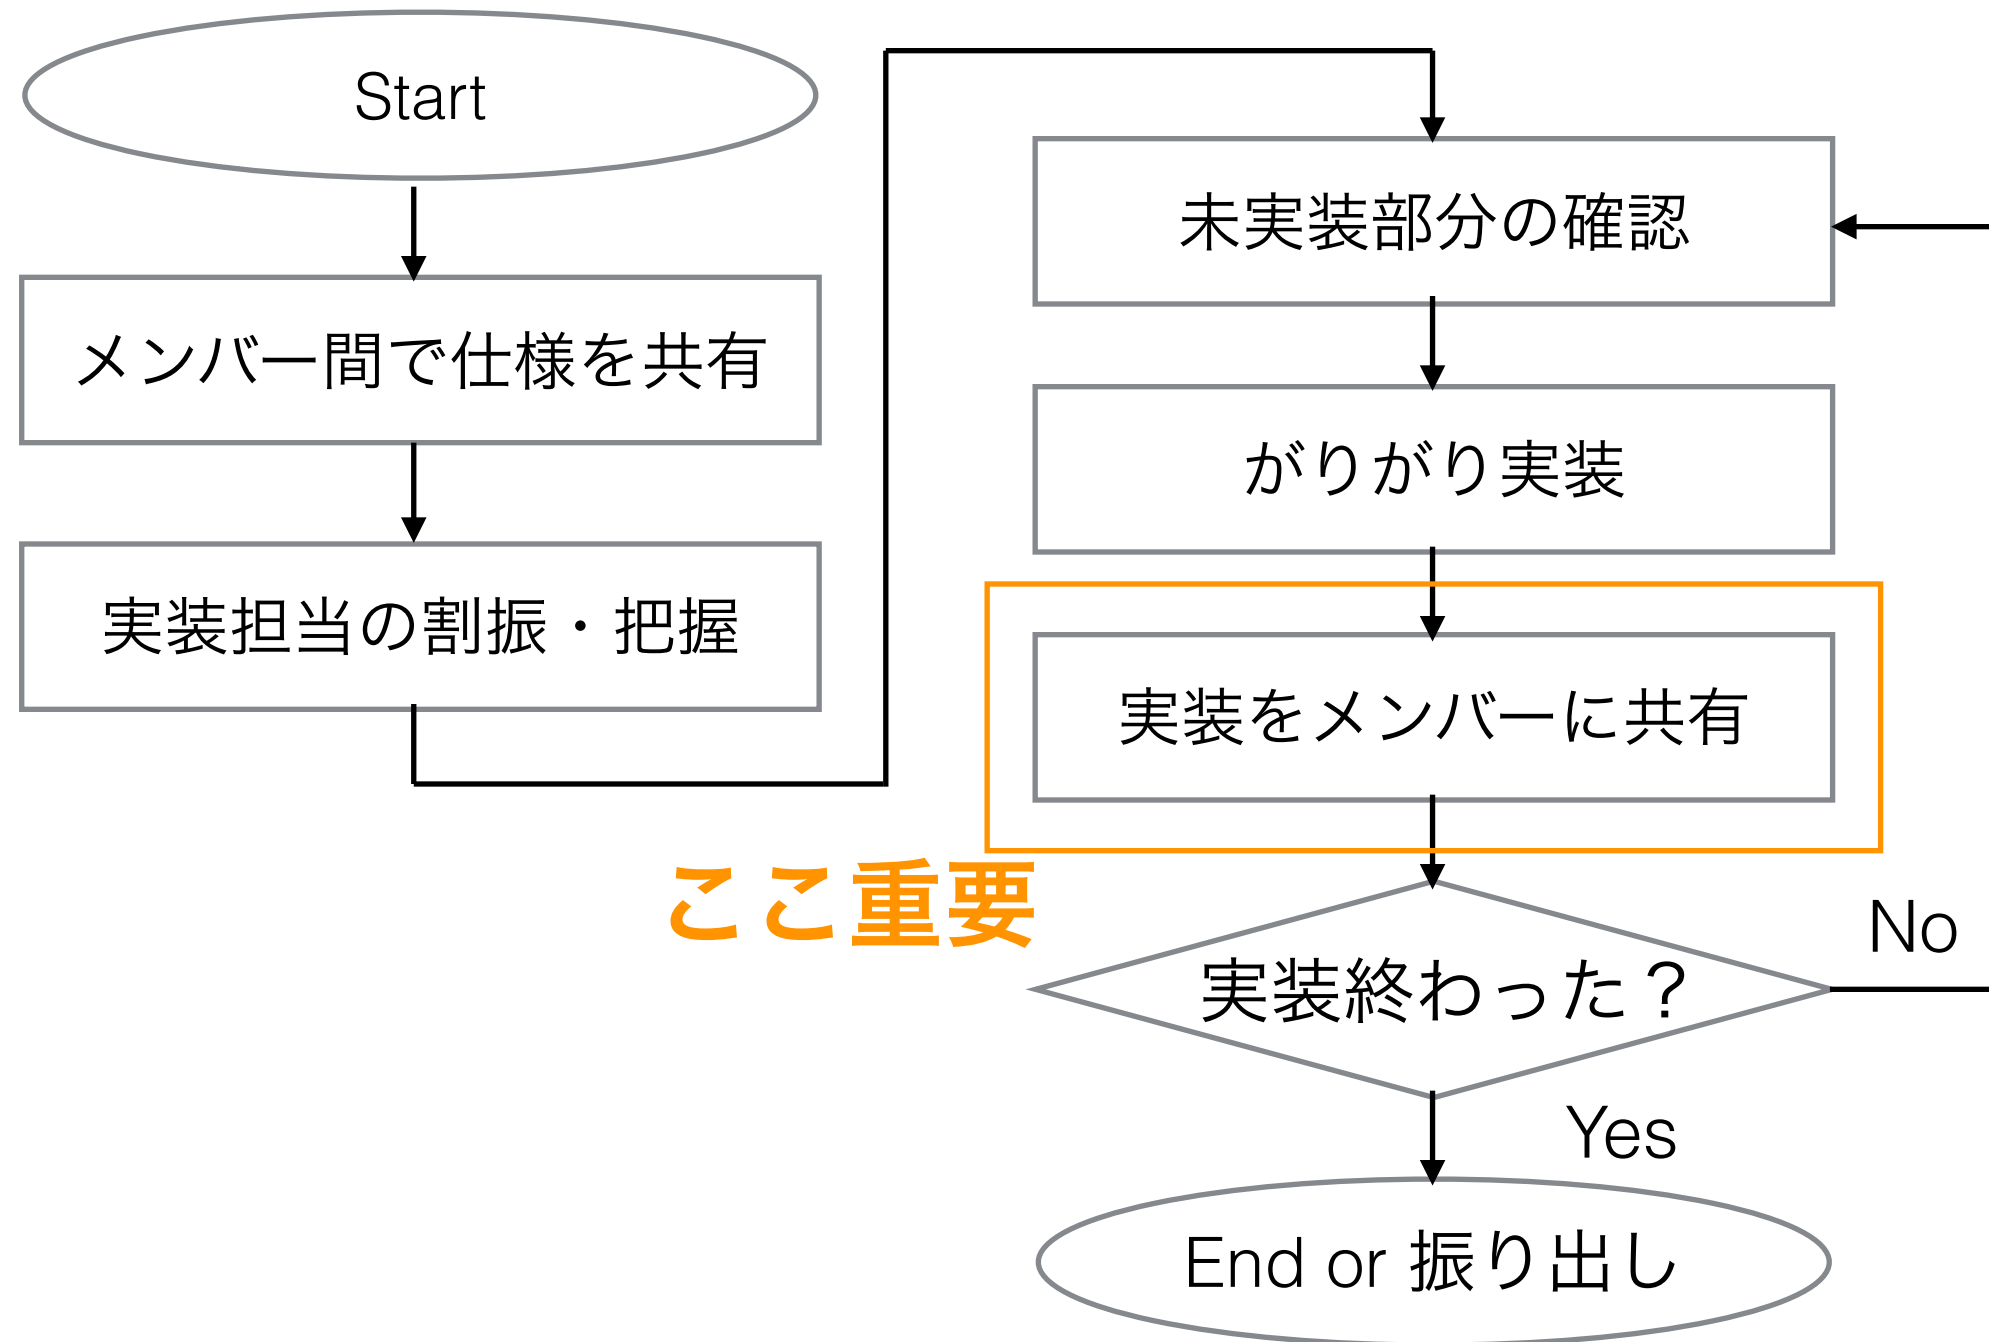 Start
メンバー間で仕様を共有
実装担当の割振・把握
未実装部分の確認
がりがり実装
実装をメンバーに共有
ここ重要
実装終わった？
No
Yes
End or 振り出し